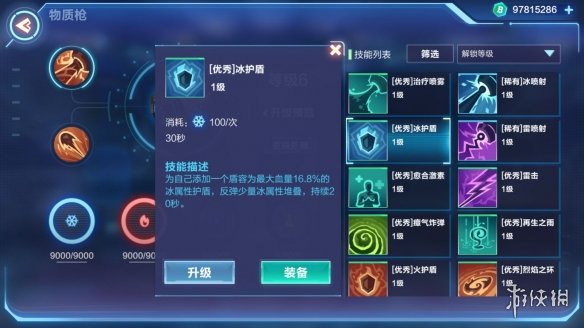 物质枪
97815286
[优秀]冰护盾
1级
消耗: 100/次
30秒
技能描述
为自己添加一个盾容为最大血量16.8%的
冰属性护盾，反弹少量冰属性堆叠，持续2
0秒。
升级
装备
9000/9000
9000/9000
技能列表
筛选
解锁等级
[优秀]治疗喷雾
1级
[稀有]冰喷射
1级
[优秀]冰护盾
1级
[稀有]雷喷射
1级
[优秀]愈合激素
1级
[优秀]雷击
1级
[优秀]瘴气炸弹
1级
[优秀]再生之雨
1级
[优秀]火护盾
1级
[优秀]烈焰之环
1级
游侠网